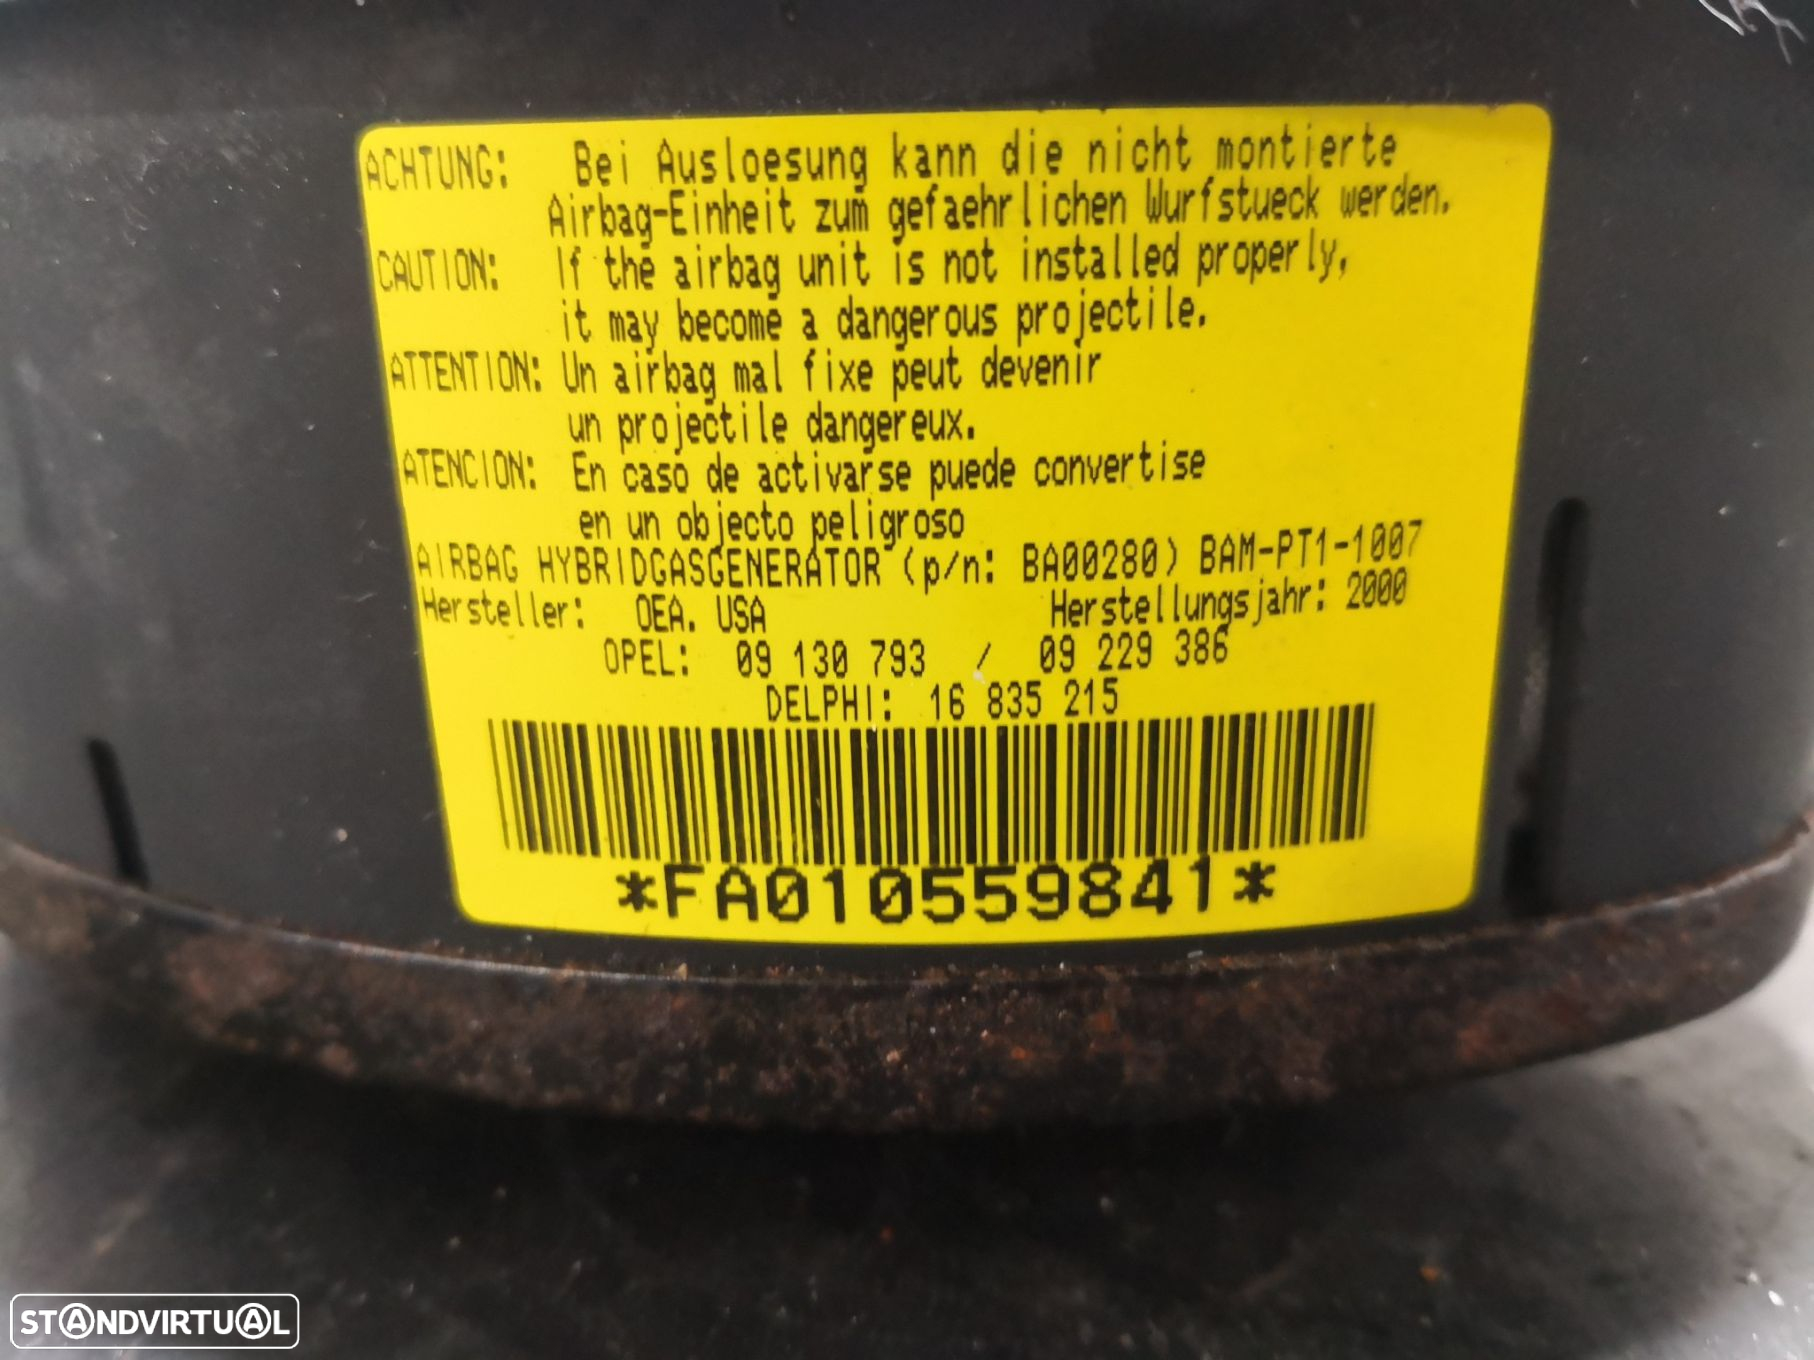 ACHTUNG: Bei Ausloesung kann die nicht montierte
Airbag-Einheit zum gefaehrlichen Wurfstueck werden.
CAUTION: If the airbag unit is not installed properly,
it may become a dangerous projectile.
ATTENTION: Un airbag mal fixe peut devenir
un projectile dangereux.
ATENCION: En caso de activarse puede convertise
en un objecto peligroso
AIRBAG HYBRIDGASGENERATOR (p/n: BA00280) BAM-PT1-1007
Hersteller: OEA. USA Herstellungsjahr: 2000
OPEL: 09 130 793 / 09 229 386
DELPHI: 16 835 215
*FA010559841*
STANDVIRTUAL